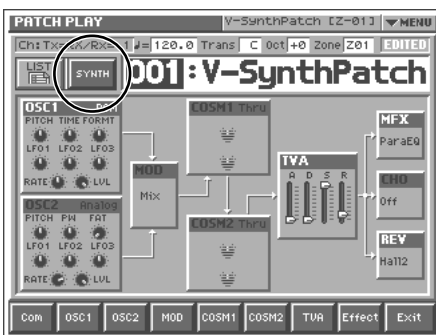 PATCH PLAY V-SynthPatch [Z-01] ▼MENU
J= 120.0 Trans C Oct +0 Zone Z01 EDITED
LIST SYNTH 001:V-SynthPatch
OSC1
PITCH TIME FORMT
LFO1 LFO2 LFO3
RATE LVL
OSC2 Analog
PITCH PW FAT
LFO1 LFO2 LFO3
RATE LVL
MOD
Mix
COSM1 Thru
COSM2 Thru
TVA
A D S R
MFX
ParaEQ
CHO
Off
REV
Hall2
Com OSC1 OSC2 MOD COSM1 COSM2 TVA Effect Exit